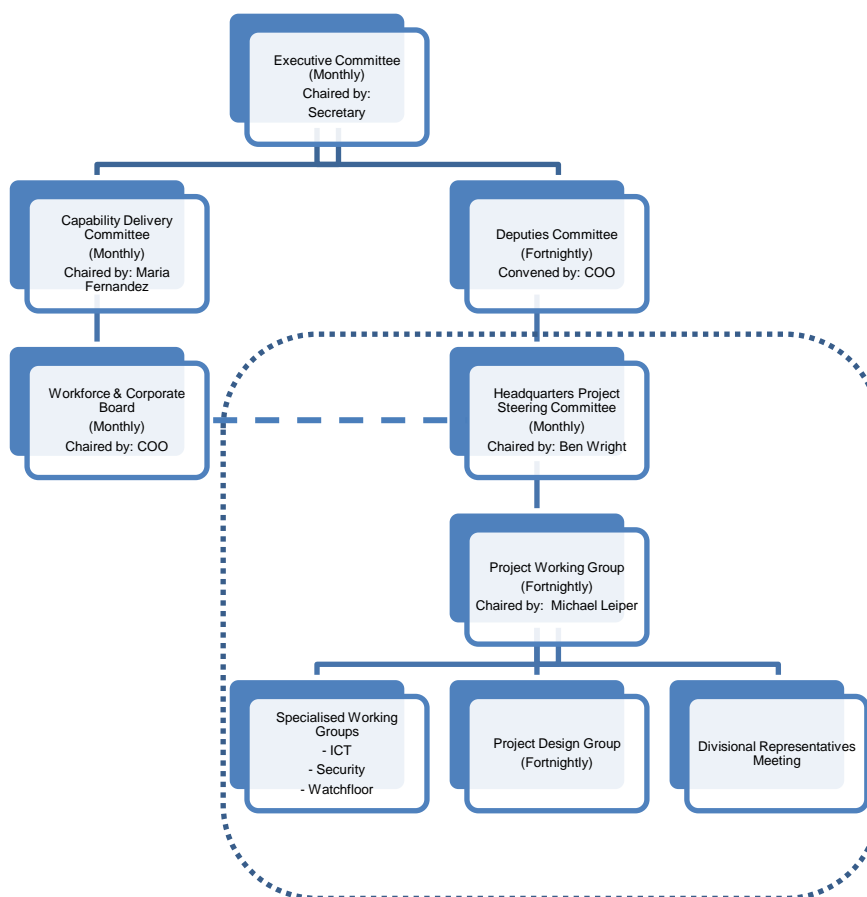 Executive Committee
(Monthly)
Chaired by:
Secretary
Capability Delivery
Committee
(Monthly)
Chaired by: Maria
Fernandez
Deputies Committee
(Fortnightly)
Convened by: COO
Workforce & Corporate
Board
(Monthly)
Chaired by: COO
Headquarters Project
Steering Committee
(Monthly)
Chaired by: Ben Wright
Project Working Group
(Fortnightly)
Chaired by:  Michael Leiper
Specialised Working
Groups
- ICT
- Security
- Watchfloor
Project Design Group
(Fortnightly)
Divisional Representatives
Meeting